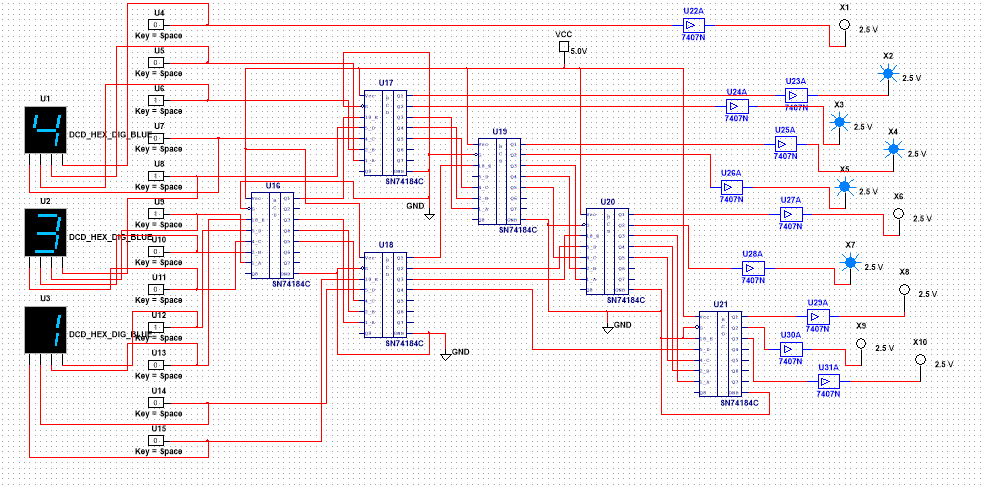 U4
0
Key = Space
U5
0
Key = Space
U6
Key = Space
U7
Key = Space
U8
1
Key = Space
U9
Key = Space
U10
Key = Space
U11
Key = Space
U12
Key = Space
U13
Key = Space
U14
0
Key = Space
U15
0
Key = Space
U1
4
DCD_HEX_DIG_BLUE
U2
3
DCD_HEX_DIG_BLUE
U3
1
DCD_HEX_DIG_BLUE
VCC
5.0V
U16
SN74184C
U17
SN74184C
U18
SN74184C
U19
SN74184C
U20
SN74184C
U21
SN74184C
GND
GND
GND
U22A
7407N
U23A
7407N
U24A
7407N
U25A
7407N
U26A
7407N
U27A
7407N
U28A
7407N
U29A
7407N
U30A
7407N
U31A
7407N
X1
2.5 V
X2
2.5 V
X3
2.5 V
X4
2.5 V
X5
2.5 V
X6
2.5 V
X7
2.5 V
X8
2.5 V
X9
2.5 V
X10
2.5 V